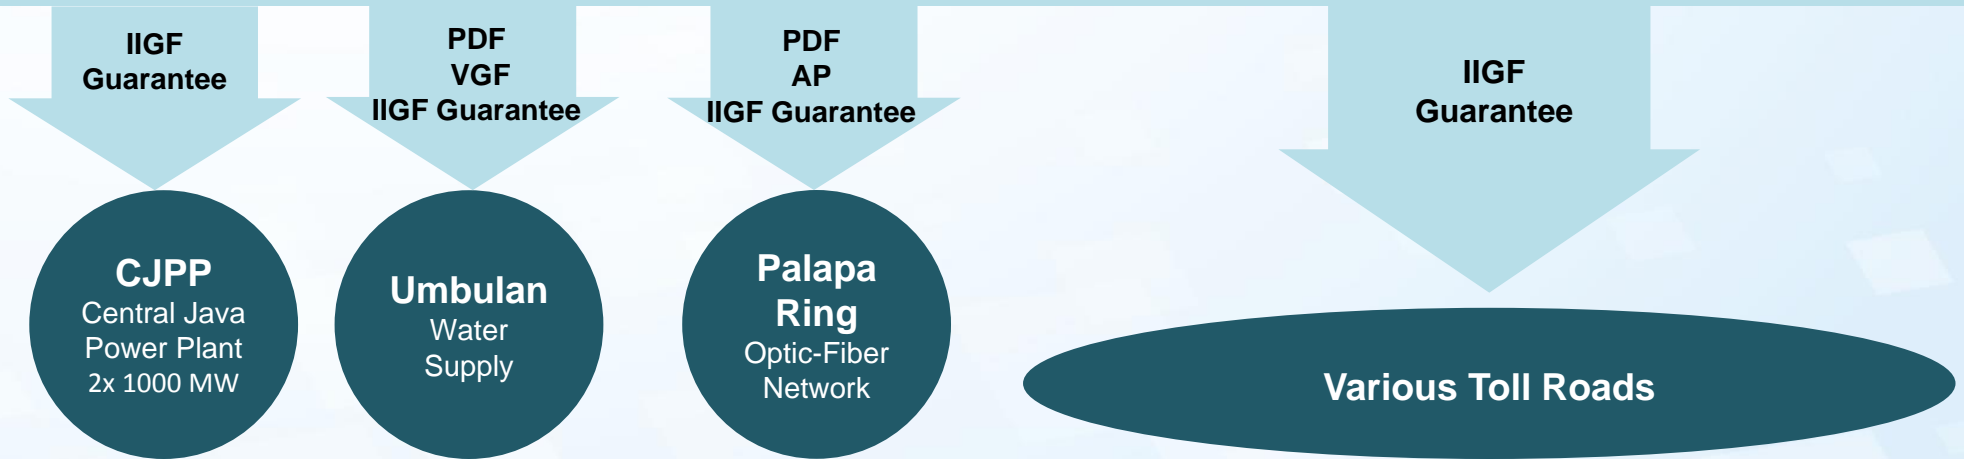 IIGF
Guarantee
PDF
VGF
IIGF Guarantee
PDF
AP
IIGF Guarantee
IIGF
Guarantee
CJPP
Central Java
Power Plant
2x 1000 MW
Umbulan
Water
Supply
Palapa
Ring
Optic-Fiber
Network
Various Toll Roads